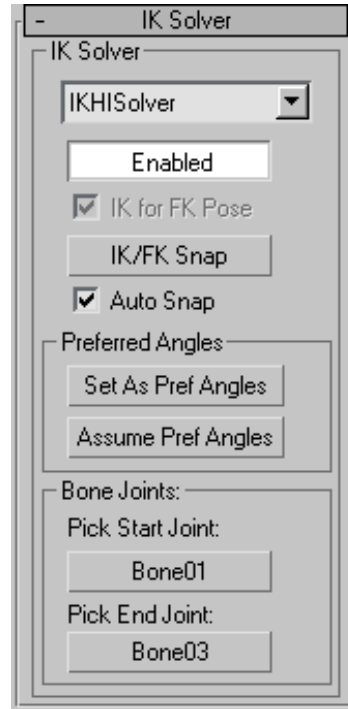 - IK Solver
IK Solver
IKHISolver
Enabled
IK for FK Pose
IK/FK Snap
Auto Snap
Preferred Angles
Set As Pref Angles
Assume Pref Angles
Bone Joints:
Pick Start Joint:
Bone01
Pick End Joint:
Bone03